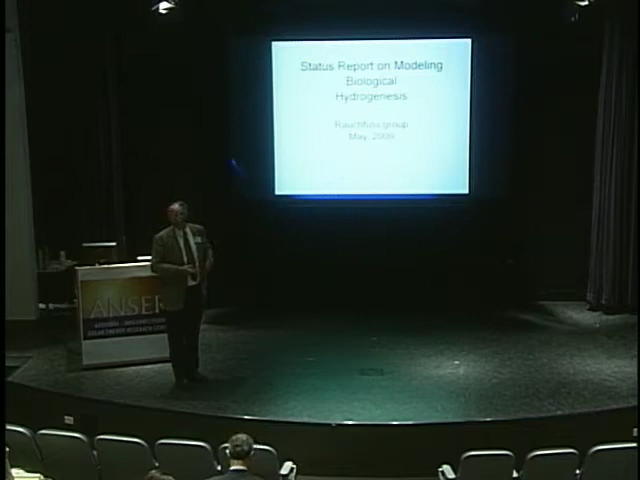 Status Report on Modeling
Biological
Hydrogenesis
Rauchfuss group
May, 2009
ANSER